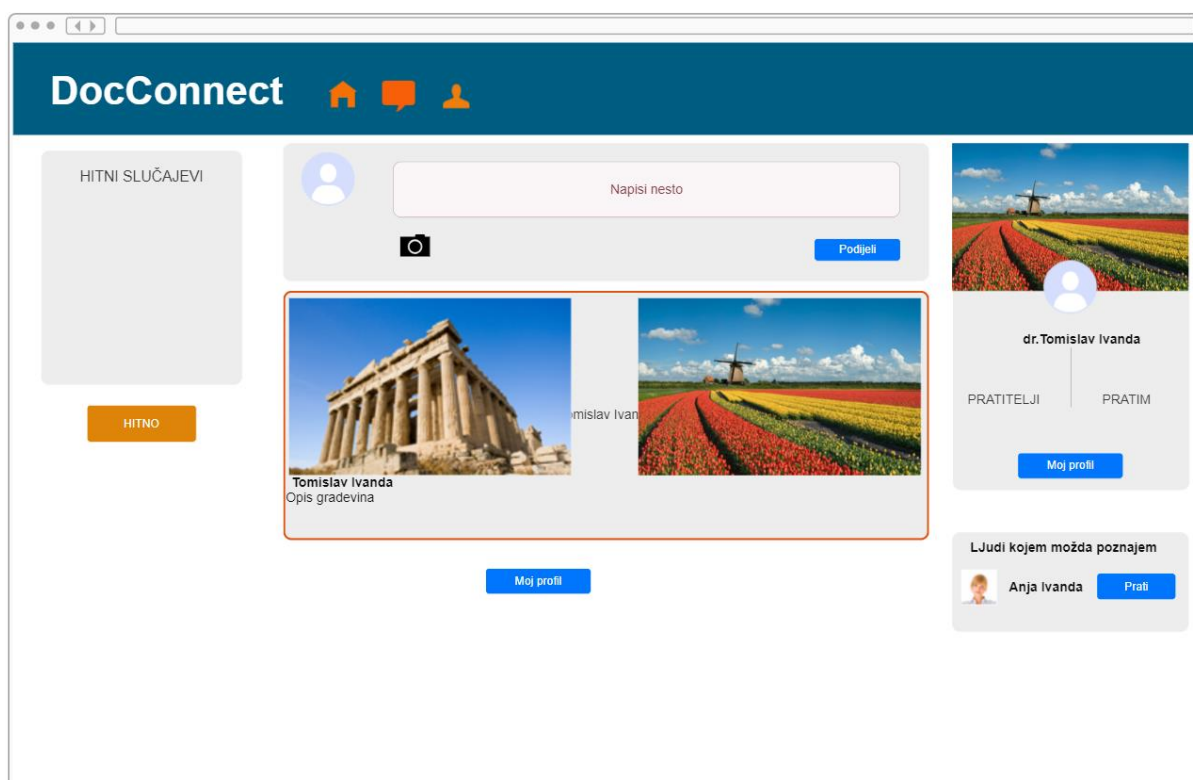 DocConnect
HITNI SLUČAJEVI
HITNO
Napisi nesto
Podijeli
mislav Ivan
Tomislav Ivanda
Opis gradevina
Moj profil
dr.Tomislav Ivanda
PRATITELJI PRATIM
Moj profil
LJudi kojem možda poznajem
Anja Ivanda Prati